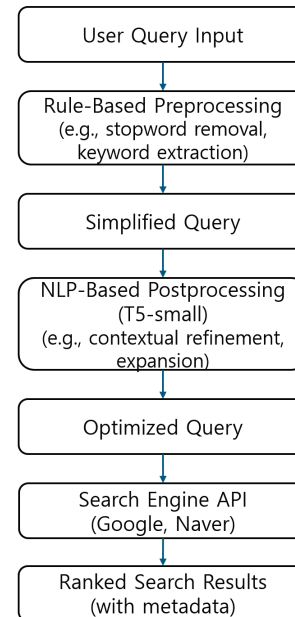 User Query Input
Rule-Based Preprocessing
(e.g., stopword removal,
keyword extraction)
Simplified Query
NLP-Based Postprocessing
(T5-small)
(e.g., contextual refinement,
expansion)
Optimized Query
Search Engine API
(Google, Naver)
Ranked Search Results
(with metadata)